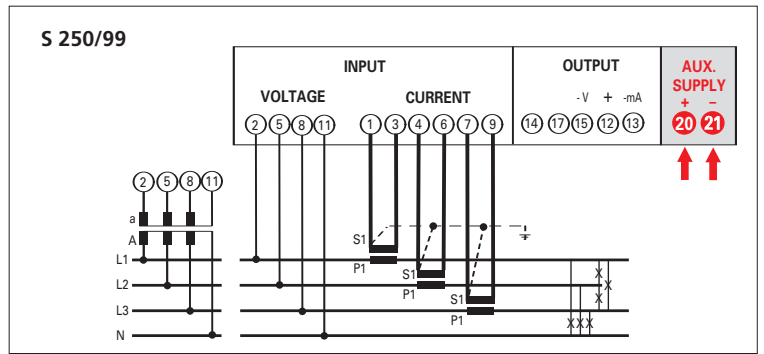 S 250/99
INPUT
OUTPUT
AUX.
SUPPLY
VOLTAGE
CURRENT
- V + -mA
+ –
2 5 8 11
1 3 4 6 7 9
14 17 15 12 13
20 21
2 5 8 11
a
A
S1
L1
P1
S1
L2
P1
S1
L3
P1
N
X
X
X
XXX